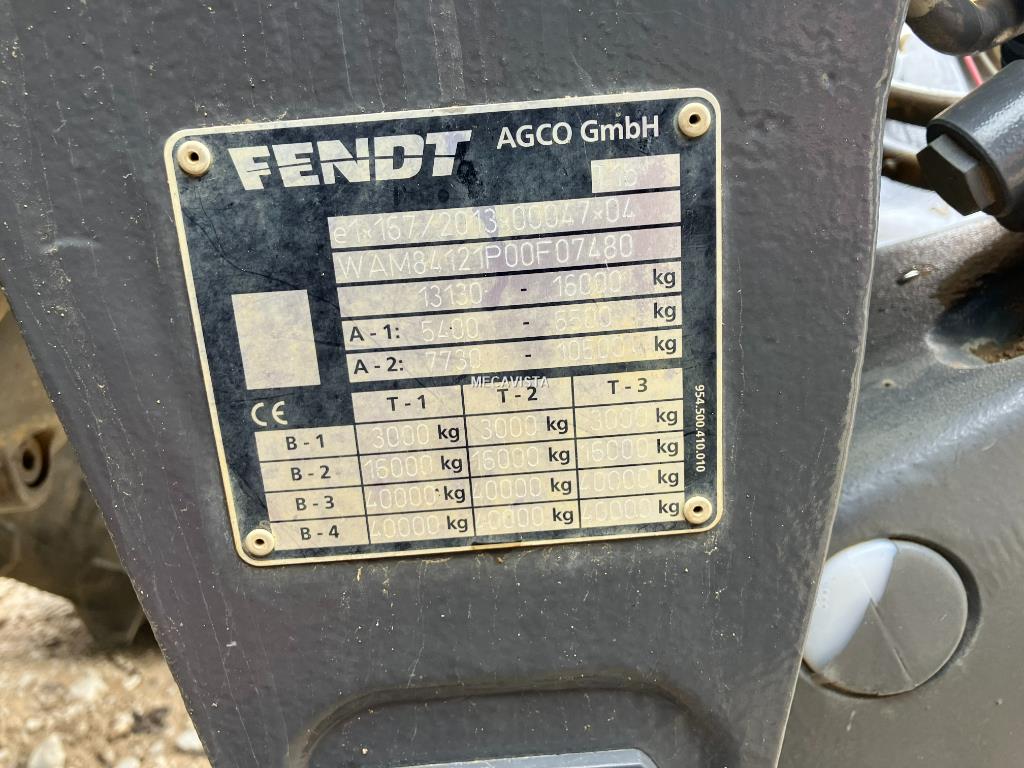 FENDT AGCO GmbH
e1*167/2013*00047*04
WAM84121P00F07480
13130 - 16000 kg
A - 1: 5400 - 6500 kg
A - 2: 7730 - 10500 kg
MECAVISTA
T - 1 T - 2 T - 3
B - 1 3000 kg 3000 kg 3000 kg
B - 2 16000 kg 16000 kg 16000 kg
B - 3 40000 kg 40000 kg 40000 kg
B - 4 40000 kg 40000 kg 40000 kg
CE
954.500.410.010